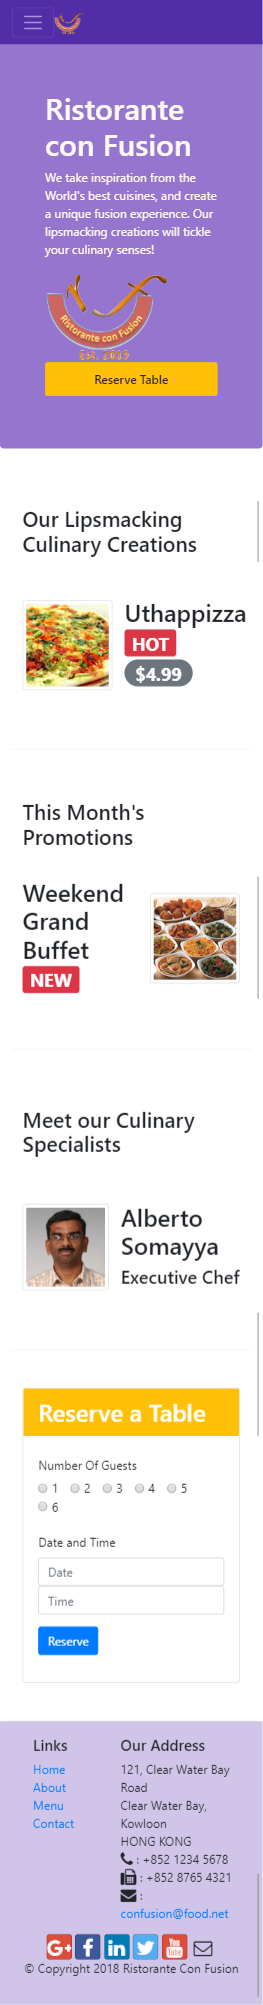 Ristorante
con Fusion
We take inspiration from the
World's best cuisines, and create
a unique fusion experience. Our
lipsmacking creations will tickle
your culinary senses!
Ristorante con Fusion
Reserve Table
Our Lipsmacking
Culinary Creations
Uthappizza
HOT
$4.99
This Month's
Promotions
Weekend
Grand
Buffet
NEW
Meet our Culinary
Specialists
Alberto
Somayya
Executive Chef
Reserve a Table
Number Of Guests
1 2 3 4 5
6
Date and Time
Date
Time
Reserve
Links
Home
About
Menu
Contact
Our Address
121, Clear Water Bay
Road
Clear Water Bay,
Kowloon
HONG KONG
: +852 1234 5678
: +852 8765 4321
:
confusion@food.net
G+ f in You Tube
© Copyright 2018 Ristorante Con Fusion